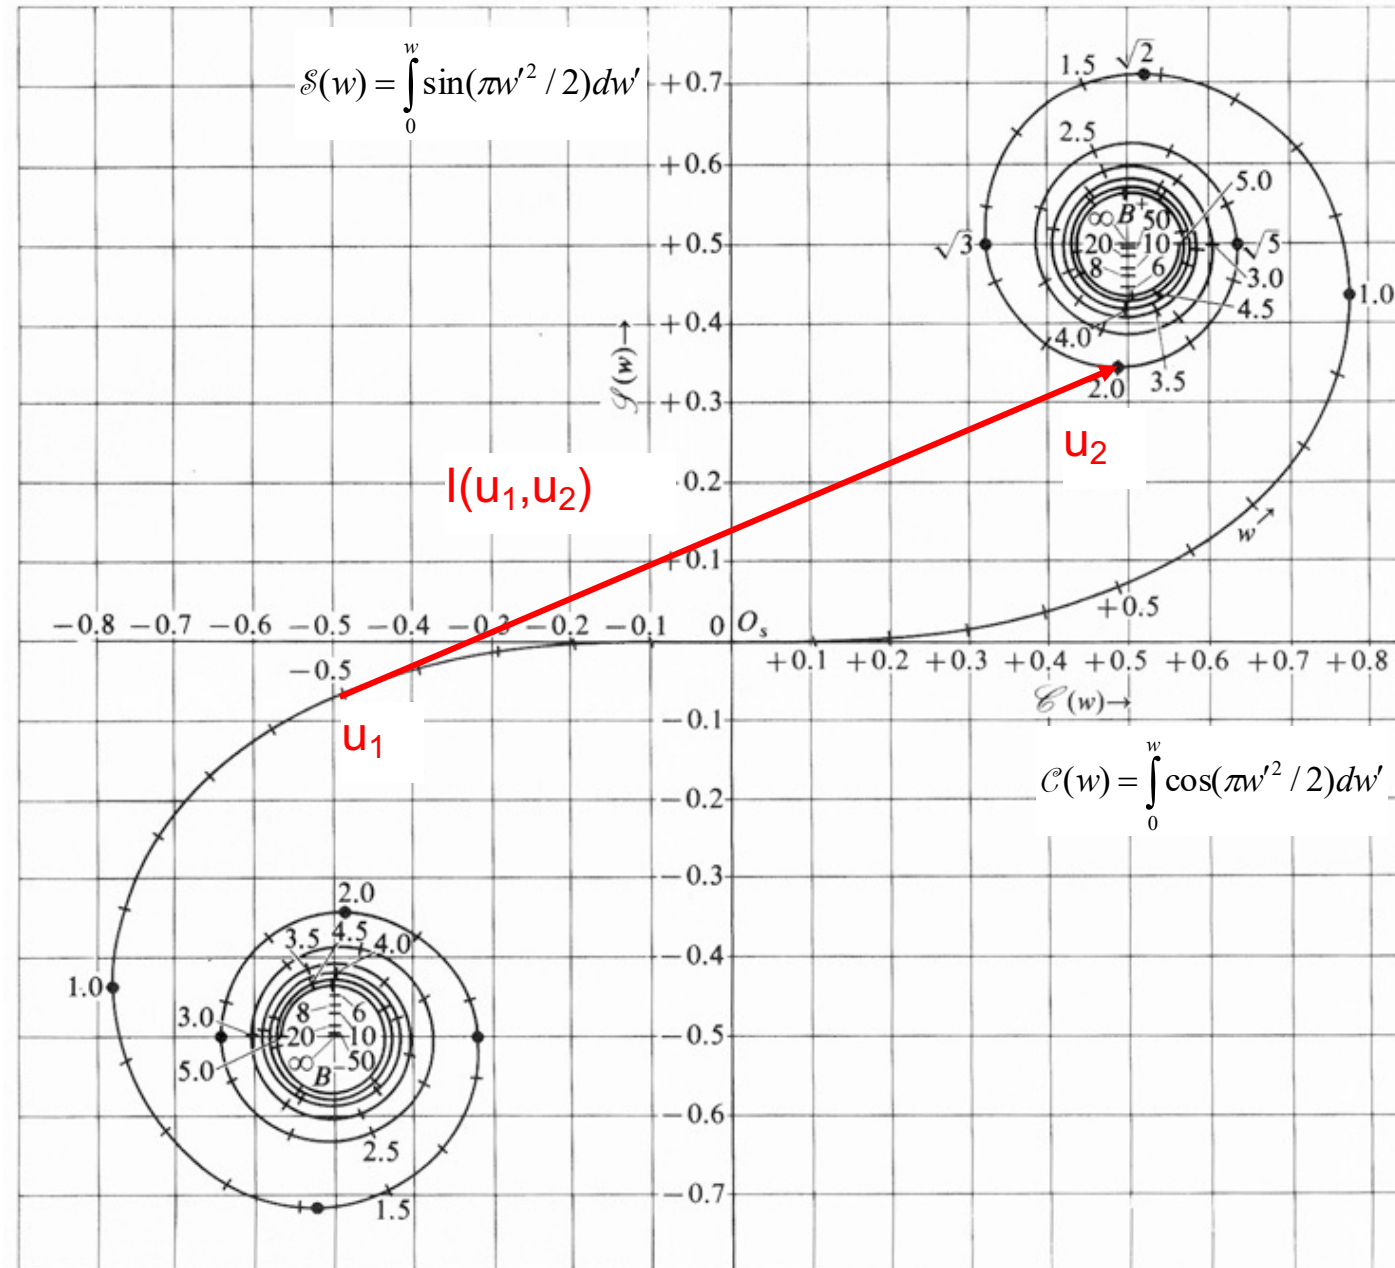 √2
1.5
𝒮(w) = ∫₀ʷ sin(πw′² / 2)dw′
+0.7
2.5
+0.6
5.0
∞ B⁺ 50
√3 +0.5 20 10 √5
8 6 3.0
1.0
4.5
+0.4 4.0
𝒮(w)→
2.0 3.5
+0.3
u₂
I(u₁,u₂) 0.2
w→
+0.1
+0.5
−0.8 −0.7 −0.6 −0.5 −0.4 −0.3 −0.2 −0.1 0 Oₛ
−0.5 +0.1 +0.2 +0.3 +0.4 +0.5 +0.6 +0.7 +0.8
𝒞(w)→
−0.1
u₁
𝒞(w) = ∫₀ʷ cos(πw′² / 2)dw′
−0.2
−0.3
2.0
3.5 4.5 4.0
−0.4
1.0
8 6
3.0
20 10 −0.5
∞ B⁻ 50
5.0
−0.6
2.5
−0.7
1.5